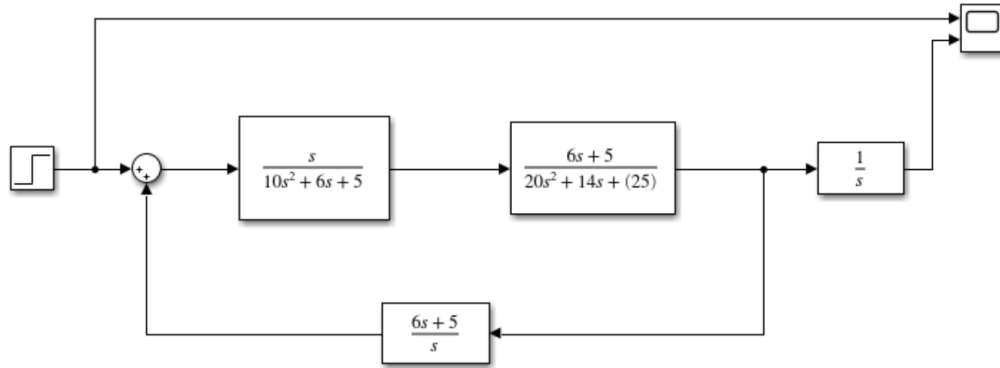 s
10s² + 6s + 5
6s + 5
20s² + 14s + (25)
1
s
6s + 5
s